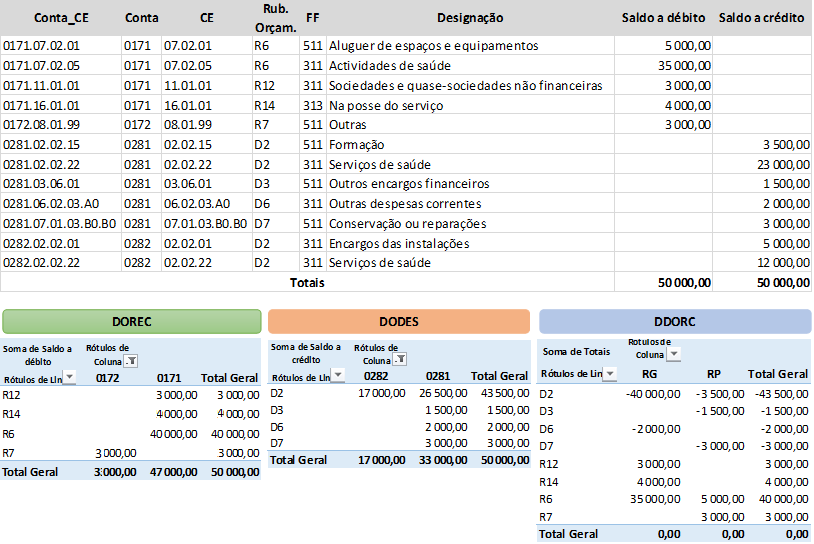 Conta_CE Conta CE Rub. Orçam. FF Designação Saldo a débito Saldo a crédito
0171.07.02.01 0171 07.02.01 R6 511 Aluguer de espaços e equipamentos 5 000,00
0171.07.02.05 0171 07.02.05 R6 311 Actividades de saúde 35 000,00
0171.11.01.01 0171 11.01.01 R12 311 Sociedades e quase-sociedades não financeiras 3 000,00
0171.16.01.01 0171 16.01.01 R14 313 Na posse do serviço 4 000,00
0172.08.01.99 0172 08.01.99 R7 511 Outras 3 000,00
0281.02.02.15 0281 02.02.15 D2 511 Formação 3 500,00
0281.02.02.22 0281 02.02.22 D2 311 Serviços de saúde 23 000,00
0281.03.06.01 0281 03.06.01 D3 511 Outros encargos financeiros 1 500,00
0281.06.02.03.A0 0281 06.02.03.A0 D6 311 Outras despesas correntes 2 000,00
0281.07.01.03.B0.B0 0281 07.01.03.B0.B0 D7 511 Conservação ou reparações 3 000,00
0282.02.02.01 0282 02.02.01 D2 311 Encargos das instalações 5 000,00
0282.02.02.22 0282 02.02.22 D2 311 Serviços de saúde 12 000,00
Totais 50 000,00 50 000,00
DOREC
Soma de Saldo a débito Rótulos de Coluna
Rótulos de Lin 0172 0171 Total Geral
R12 3 000,00 3 000,00
R14 4 000,00 4 000,00
R6 40 000,00 40 000,00
R7 3 000,00 3 000,00
Total Geral 3 000,00 47 000,00 50 000,00
DODES
Soma de Saldo a crédito Rótulos de Coluna
Rótulos de Lin 0282 0281 Total Geral
D2 17 000,00 26 500,00 43 500,00
D3 1 500,00 1 500,00
D6 2 000,00 2 000,00
D7 3 000,00 3 000,00
Total Geral 17 000,00 33 000,00 50 000,00
DDORC
Soma de Totais Rótulos de Coluna
Rótulos de Lin RG RP Total Geral
D2 -40 000,00 -3 500,00 -43 500,00
D3 -1 500,00 -1 500,00
D6 -2 000,00 -2 000,00
D7 -3 000,00 -3 000,00
R12 3 000,00 3 000,00
R14 4 000,00 4 000,00
R6 35 000,00 5 000,00 40 000,00
R7 3 000,00 3 000,00
Total Geral 0,00 0,00 0,00